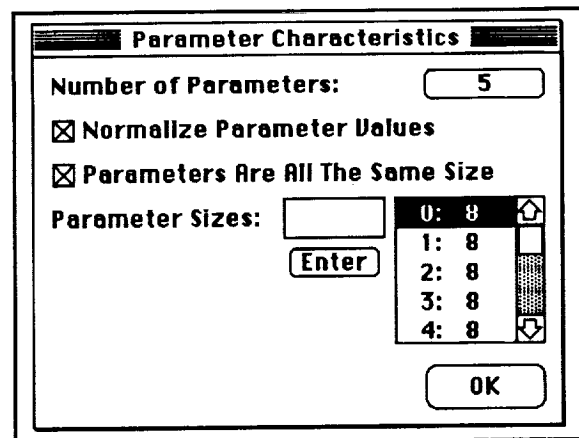 Parameter Characteristics
Number of Parameters: 5
Normalize Parameter Values
Parameters Are All The Same Size
Parameter Sizes:
Enter
0: 8
1: 8
2: 8
3: 8
4: 8
OK